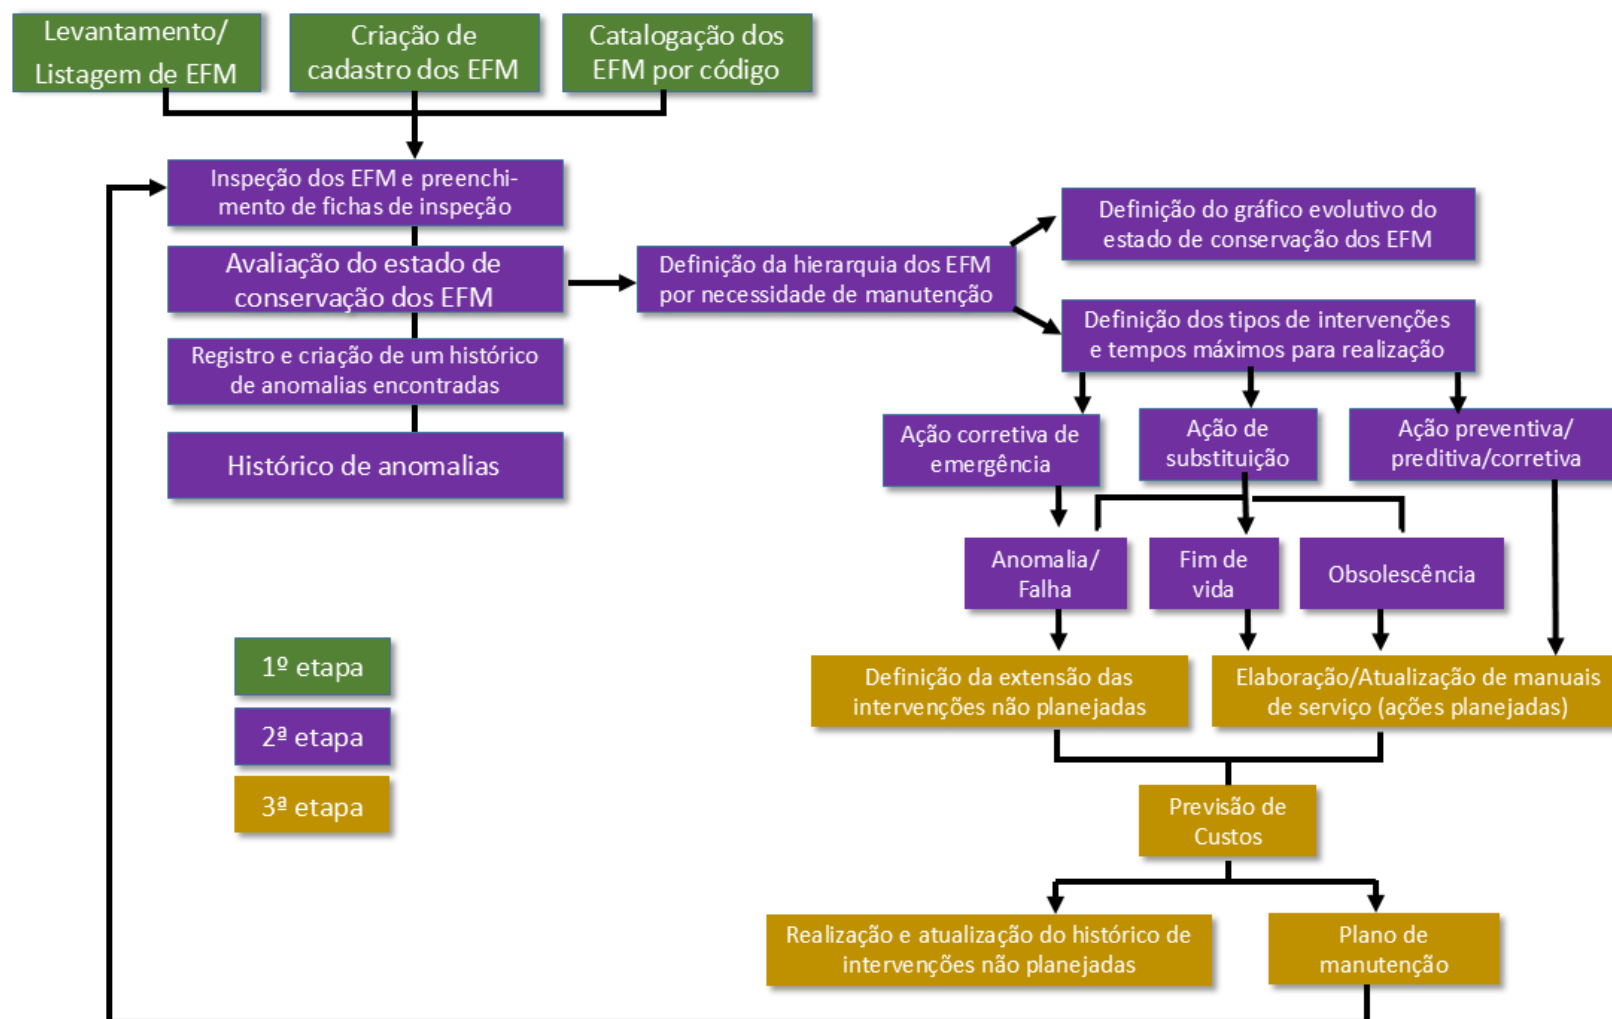 Levantamento/
Listagem de EFM
Criação de
cadastro dos EFM
Catalogação dos
EFM por código
Inspeção dos EFM e preenchi-
mento de fichas de inspeção
Avaliação do estado de
conservação dos EFM
Registro e criação de um histórico
de anomalias encontradas
Histórico de anomalias
Definição da hierarquia dos EFM
por necessidade de manutenção
Definição do gráfico evolutivo do
estado de conservação dos EFM
Definição dos tipos de intervenções
e tempos máximos para realização
Ação corretiva de
emergência
Ação de
substituição
Ação preventiva/
preditiva/corretiva
Anomalia/
Falha
Fim de
vida
Obsolescência
Definição da extensão das
intervenções não planejadas
Elaboração/Atualização de manuais
de serviço (ações planejadas)
Previsão de
Custos
Realização e atualização do histórico de
intervenções não planejadas
Plano de
manutenção
1º etapa
2ª etapa
3ª etapa